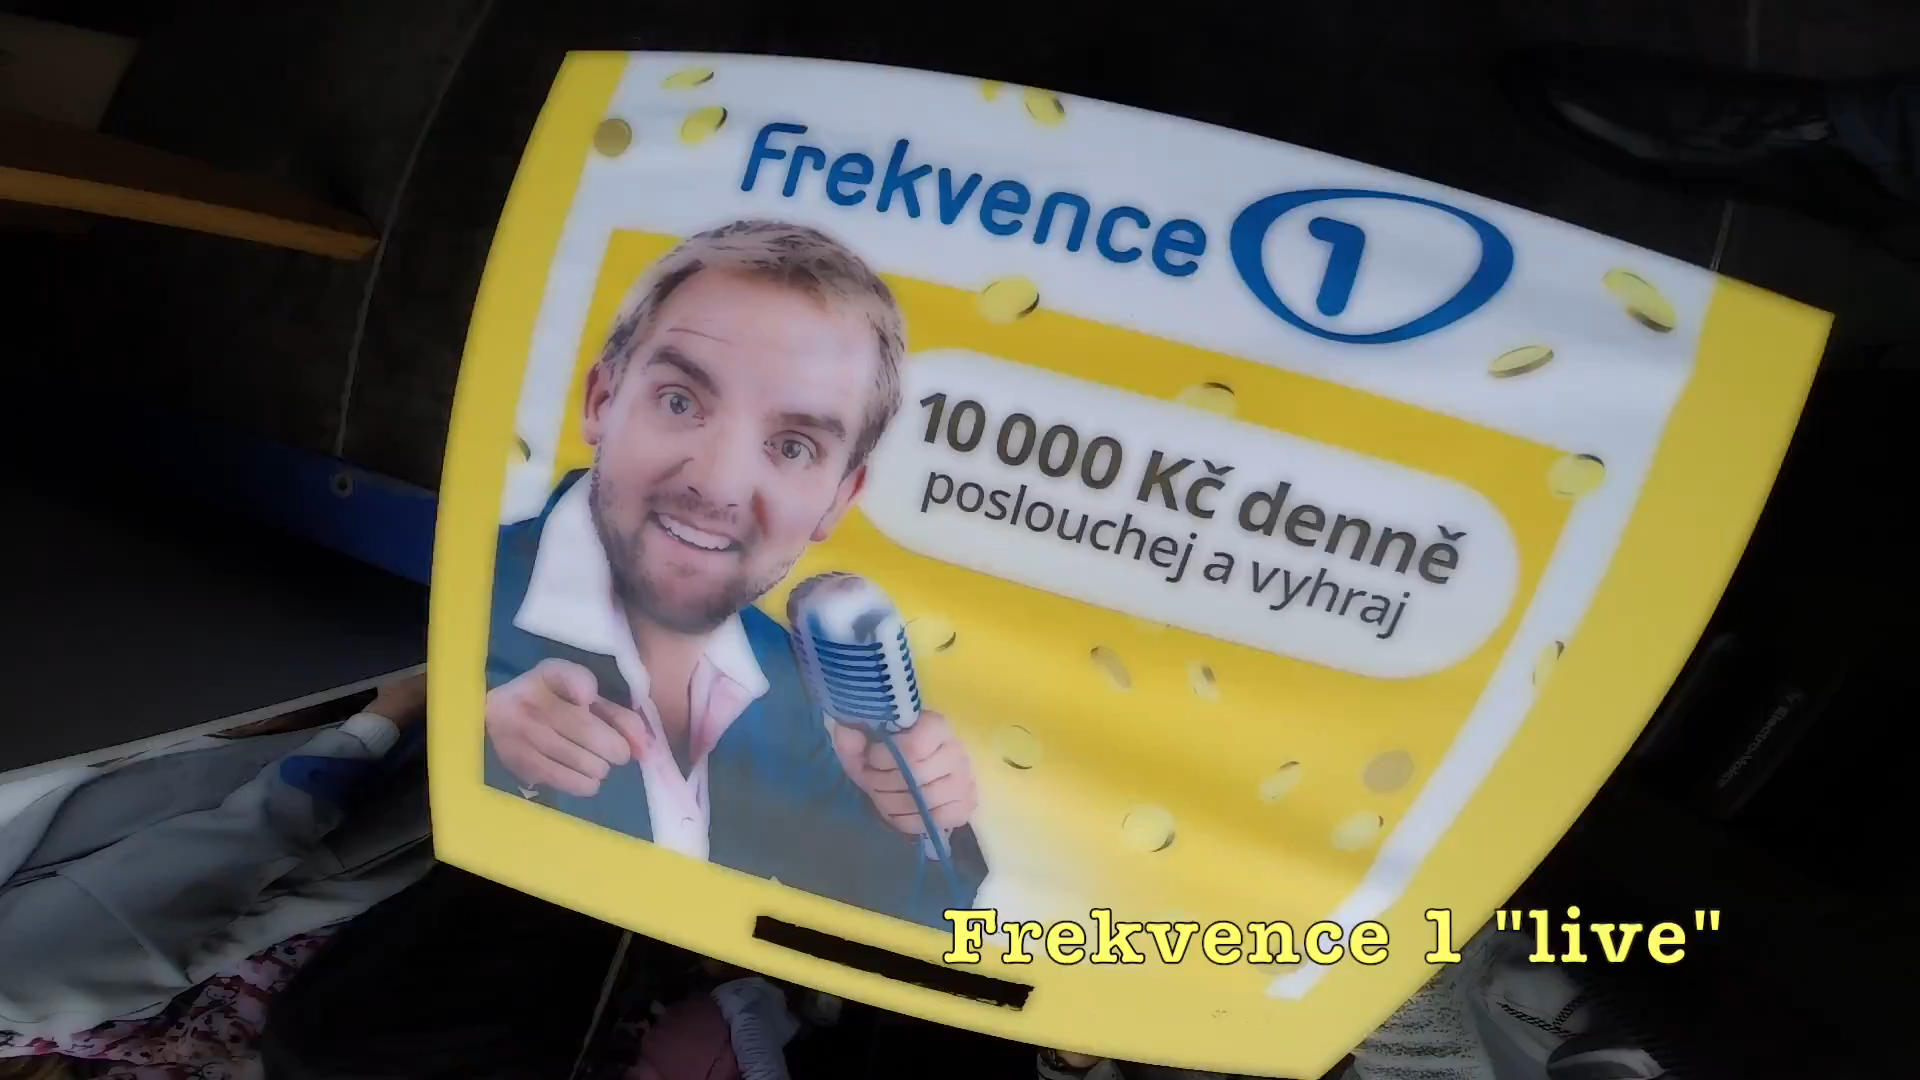 Frekvence 1
10 000 Kč denně
poslouchej a vyhraj
Frekvence 1 "live"